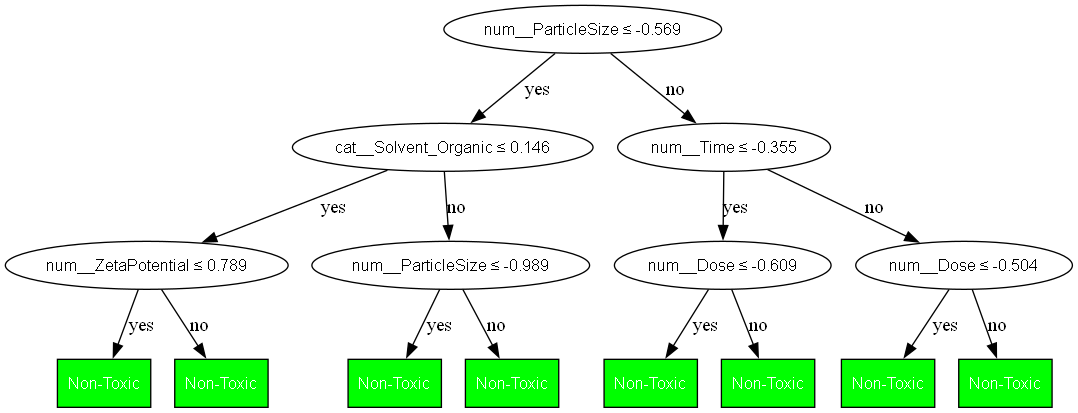 num__ParticleSize ≤ -0.569
yes
no
cat__Solvent_Organic ≤ 0.146
num__Time ≤ -0.355
yes
no
yes
no
num__ZetaPotential ≤ 0.789
num__ParticleSize ≤ -0.989
num__Dose ≤ -0.609
num__Dose ≤ -0.504
yes
no
yes
no
yes
no
yes
no
Non-Toxic
Non-Toxic
Non-Toxic
Non-Toxic
Non-Toxic
Non-Toxic
Non-Toxic
Non-Toxic